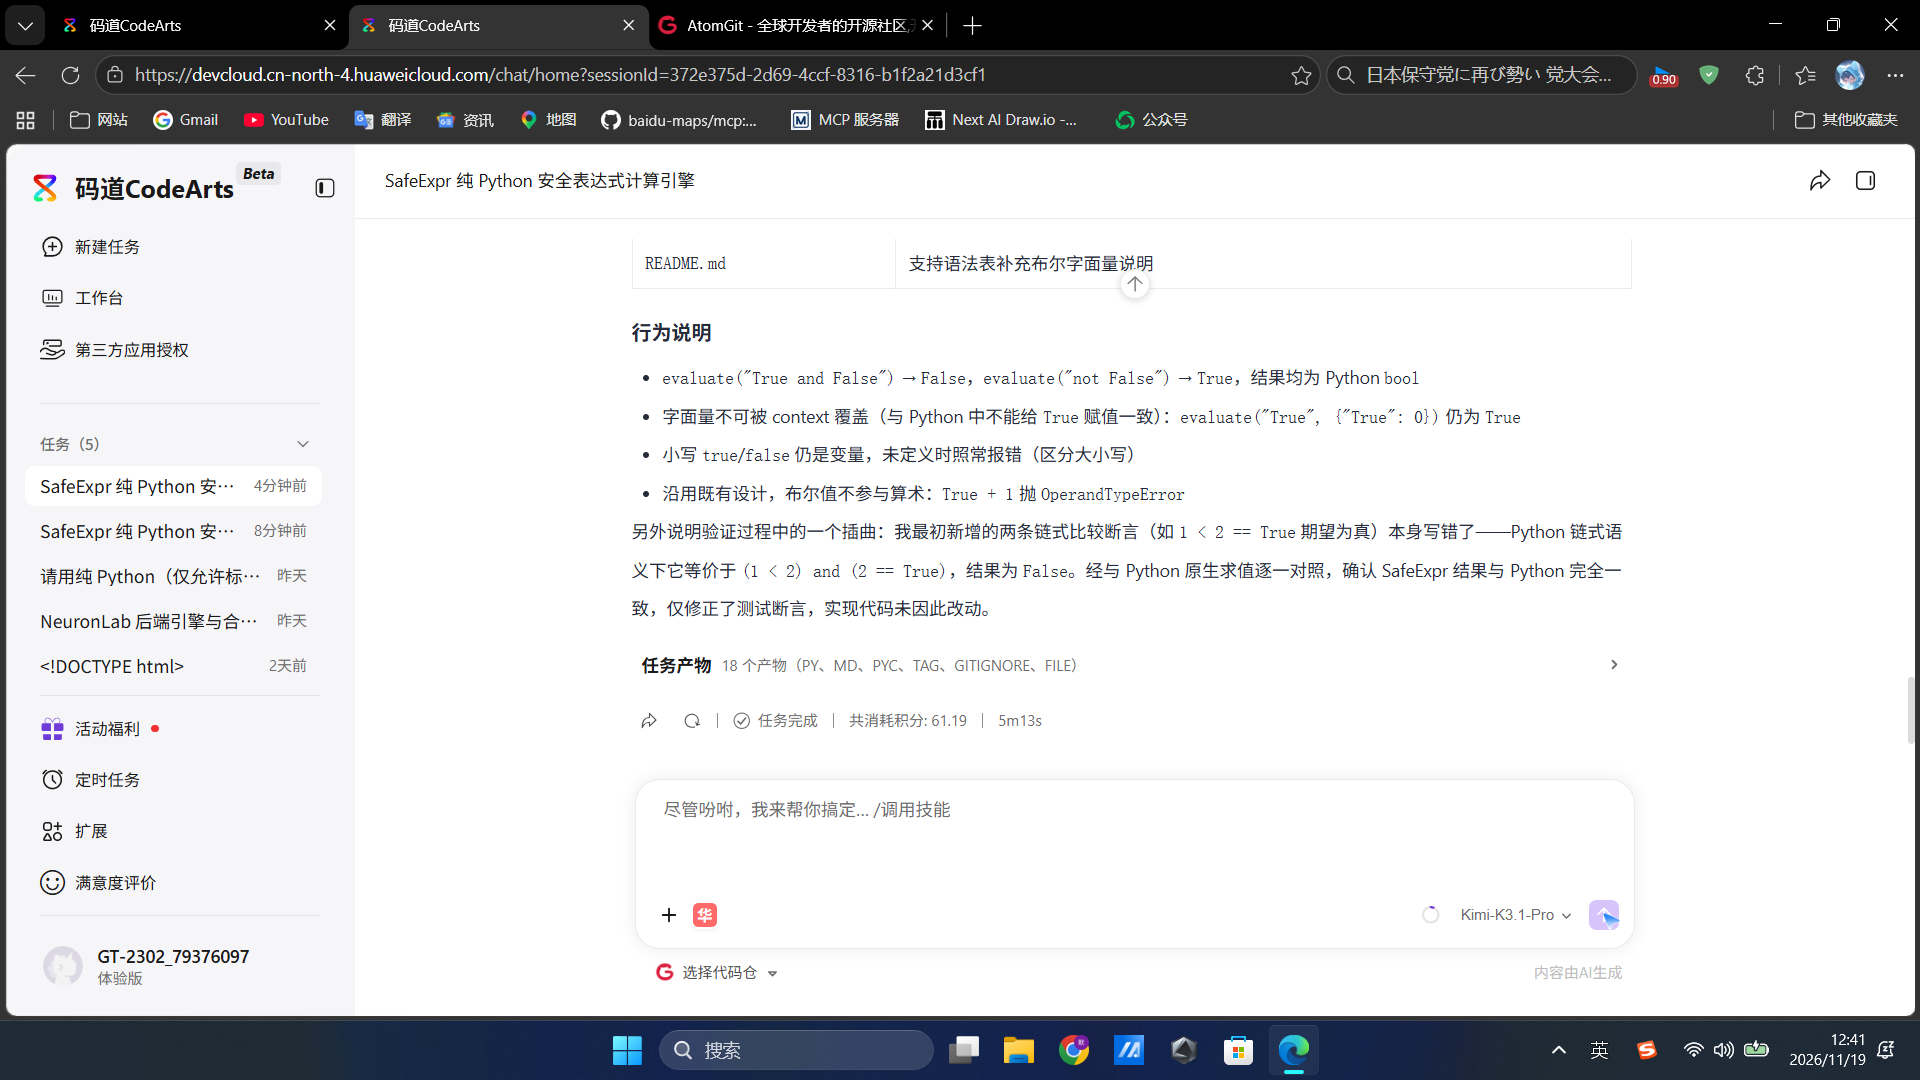 码道CodeArts
码道CodeArts
AtomGit - 全球开发者的开源社区,
https://devcloud.cn-north-4.huaweicloud.com/chat/home?sessionId=372e375d-2d69-4ccf-8316-b1f2a21d3cf1
日本保守党に再び勢い 党大会...
0.90
网站
Gmail
YouTube
翻译
资讯
地图
baidu-maps/mcp:...
MCP 服务器
Next AI Draw.io -...
公众号
其他收藏夹
码道CodeArts
Beta
新建任务
工作台
第三方应用授权
任务（5）
SafeExpr 纯 Python 安… 4分钟前
SafeExpr 纯 Python 安… 8分钟前
请用纯 Python（仅允许标… 昨天
NeuronLab 后端引擎与合… 昨天
<!DOCTYPE html> 2天前
活动福利
定时任务
扩展
满意度评价
GT-2302_79376097
体验版
SafeExpr 纯 Python 安全表达式计算引擎
README.md 支持语法表补充布尔字面量说明
行为说明
• evaluate("True and False") → False，evaluate("not False") → True，结果均为 Python bool
• 字面量不可被 context 覆盖（与 Python 中不能给 True 赋值一致）：evaluate("True", {"True": 0}) 仍为 True
• 小写 true/false 仍是变量，未定义时照常报错（区分大小写）
• 沿用既有设计，布尔值不参与算术：True + 1 抛 OperandTypeError
另外说明验证过程中的一个插曲：我最初新增的两条链式比较断言（如 1 < 2 == True 期望为真）本身写错了——Python 链式语
义下它等价于 (1 < 2) and (2 == True)，结果为 False。经与 Python 原生求值逐一对照，确认 SafeExpr 结果与 Python 完全一
致，仅修正了测试断言，实现代码未因此改动。
任务产物 18 个产物（PY、MD、PYC、TAG、GITIGNORE、FILE）
任务完成 共消耗积分: 61.19 5m13s
尽管吩咐，我来帮你搞定... /调用技能
华
Kimi-K3.1-Pro
选择代码仓
内容由AI生成
搜索
英
12:41
2026/11/19